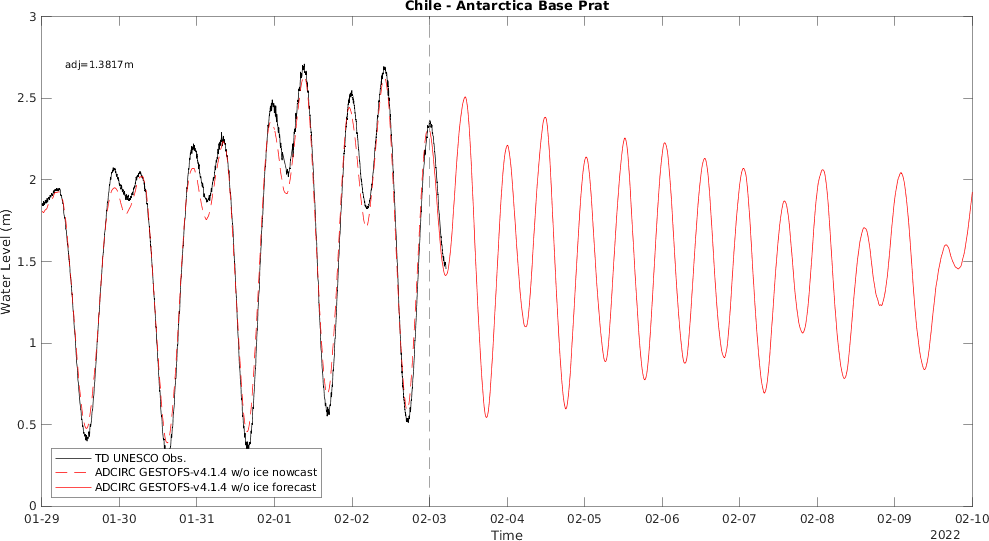 Chile - Antarctica Base Prat
3
adj=1.3817m
2.5
2
Water Level (m)
1.5
1
0.5
TD UNESCO Obs.
ADCIRC GESTOFS-v4.1.4 w/o ice nowcast
ADCIRC GESTOFS-v4.1.4 w/o ice forecast
0
01-29 01-30 01-31 02-01 02-02 02-03 02-04 02-05 02-06 02-07 02-08 02-09 02-10
Time
2022